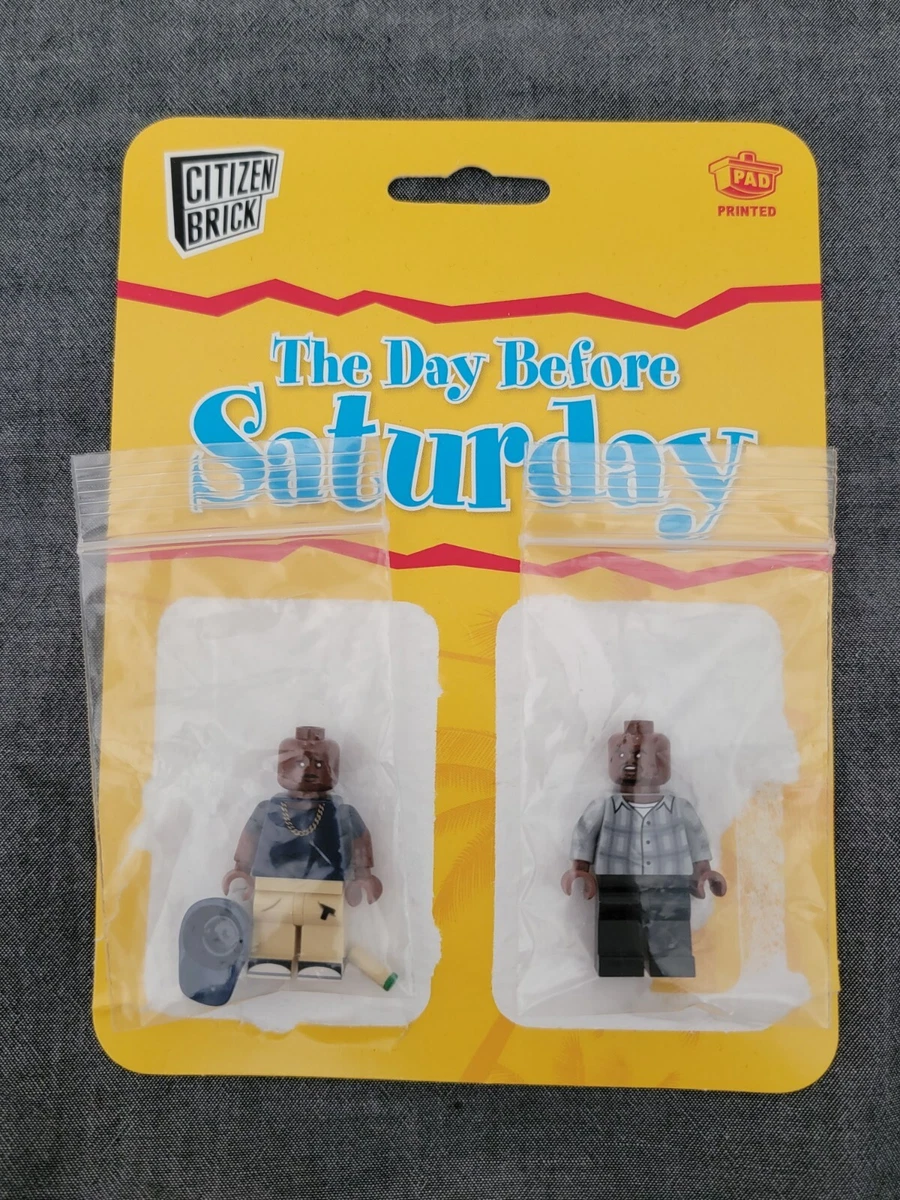 CITIZEN
BRICK
PAD
PRINTED
The Day Before
Saturday